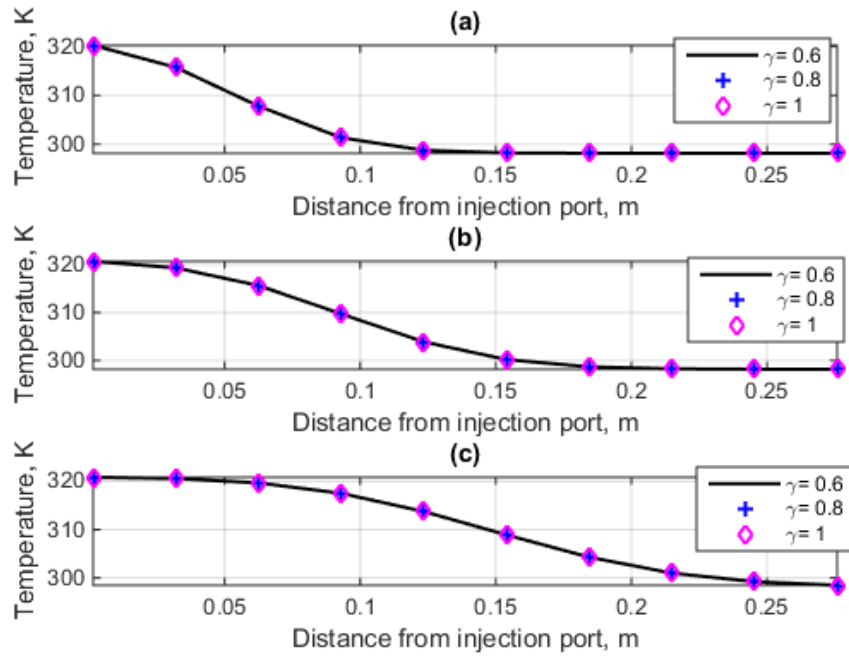 (a)
Temperature, K
320
310
300
γ= 0.6
γ= 0.8
γ= 1
0.05 0.1 0.15 0.2 0.25
Distance from injection port, m
(b)
Temperature, K
320
310
300
γ= 0.6
γ= 0.8
γ= 1
0.05 0.1 0.15 0.2 0.25
Distance from injection port, m
(c)
Temperature, K
320
310
300
γ= 0.6
γ= 0.8
γ= 1
0.05 0.1 0.15 0.2 0.25
Distance from injection port, m